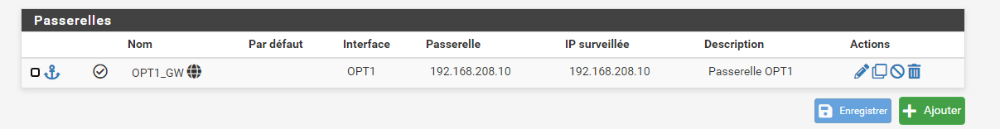 Passerelles
Nom Par défaut Interface Passerelle IP surveillée Description Actions
OPT1_GW OPT1 192.168.208.10 192.168.208.10 Passerelle OPT1
Enregistrer Ajouter